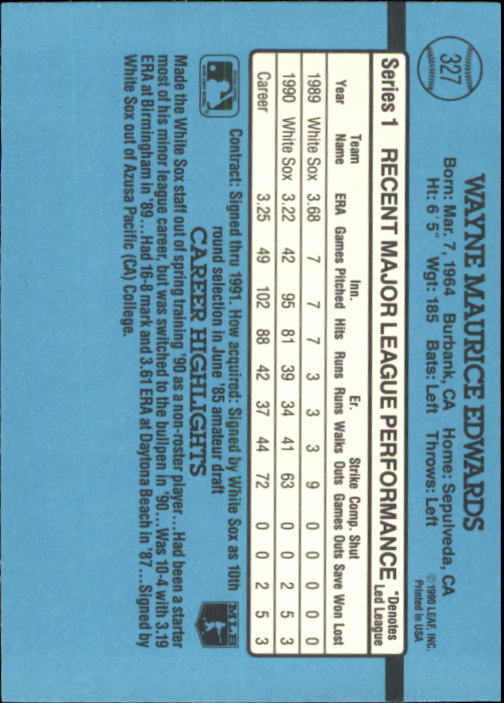 327
WAYNE MAURICE EDWARDS
Born: Mar. 7, 1964 Burbank, CA Home: Sepulveda, CA
Ht: 6' 5" Wgt: 185 Bats: Left Throws: Left
© 1990 LEAF, INC.
Printed in USA
Series 1 RECENT MAJOR LEAGUE PERFORMANCE *Denotes Led League
Year Team Name ERA Games Inn. Pitched Hits Runs Er. Runs Walks Strike Outs Comp. Games Shut Outs Save Won Lost
1989 White Sox 3.68 7 7 7 3 3 3 9 0 0 0 0 0
1990 White Sox 3.22 42 95 81 39 34 41 63 0 0 2 5 3
Career 3.25 49 102 88 42 37 44 72 0 0 2 5 3
Contract: Signed thru 1991. How acquired: Signed by White Sox as 10th
round selection in June '85 amateur draft
MLB
CAREER HIGHLIGHTS
Made the White Sox staff out of spring training '90 as a non-roster player...Had been a starter
most of his minor league career, but was switched to the bullpen in '90...Was 10-4 with 3.19
ERA at Birmingham in '89...Had 16-8 mark and 3.61 ERA at Daytona Beach in '87...Signed by
White Sox out of Azusa Pacific (CA) College.